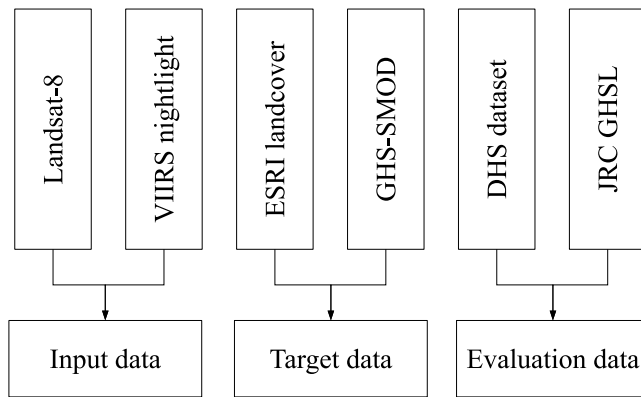 Landsat-8
VIIRS nightlight
ESRI landcover
GHS-SMOD
DHS dataset
JRC GHSL
Input data
Target data
Evaluation data